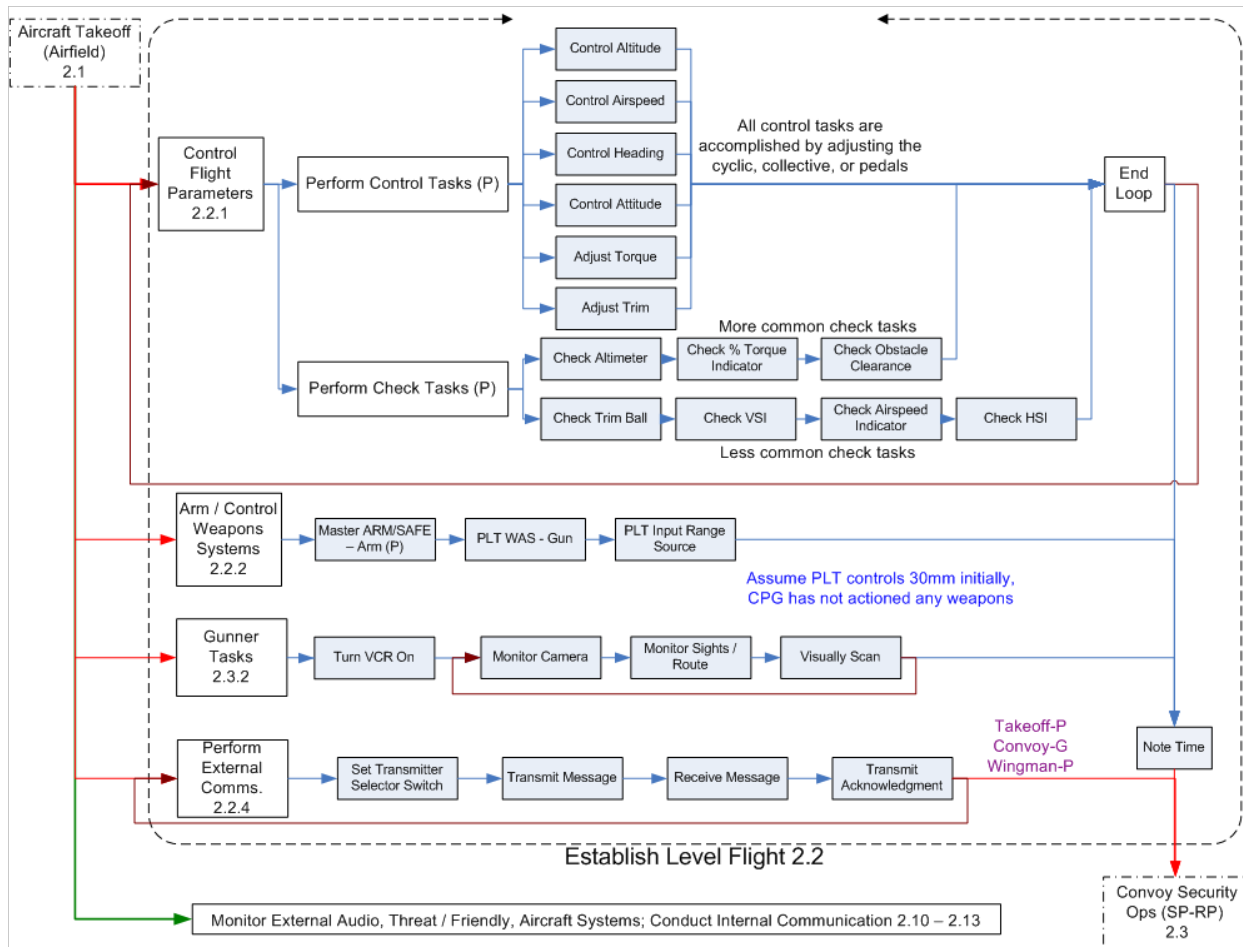 Aircraft Takeoff
(Airfield)
2.1
Control Altitude
Control Airspeed
Control Heading
Control Attitude
Adjust Torque
Adjust Trim
All control tasks are
accomplished by adjusting the
cyclic, collective, or pedals
Control
Flight
Parameters
2.2.1
Perform Control Tasks (P)
End
Loop
More common check tasks
Perform Check Tasks (P)
Check Altimeter
Check % Torque
Indicator
Check Obstacle
Clearance
Check Trim Ball
Check VSI
Check Airspeed
Indicator
Check HSI
Less common check tasks
Arm / Control
Weapons
Systems
2.2.2
Master ARM/SAFE
– Arm (P)
PLT WAS - Gun
PLT Input Range
Source
Assume PLT controls 30mm initially,
CPG has not actioned any weapons
Gunner
Tasks
2.3.2
Turn VCR On
Monitor Camera
Monitor Sights /
Route
Visually Scan
Takeoff-P
Convoy-G
Wingman-P
Note Time
Perform
External
Comms.
2.2.4
Set Transmitter
Selector Switch
Transmit Message
Receive Message
Transmit
Acknowledgment
Establish Level Flight 2.2
Monitor External Audio, Threat / Friendly, Aircraft Systems; Conduct Internal Communication 2.10 – 2.13
Convoy Security
Ops (SP-RP)
2.3